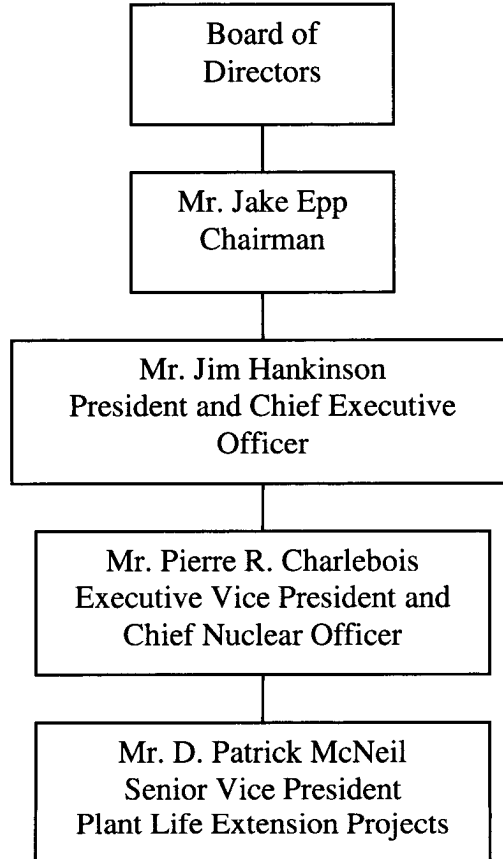 Board of
Directors
Mr. Jake Epp
Chairman
Mr. Jim Hankinson
President and Chief Executive
Officer
Mr. Pierre R. Charlebois
Executive Vice President and
Chief Nuclear Officer
Mr. D. Patrick McNeil
Senior Vice President
Plant Life Extension Projects